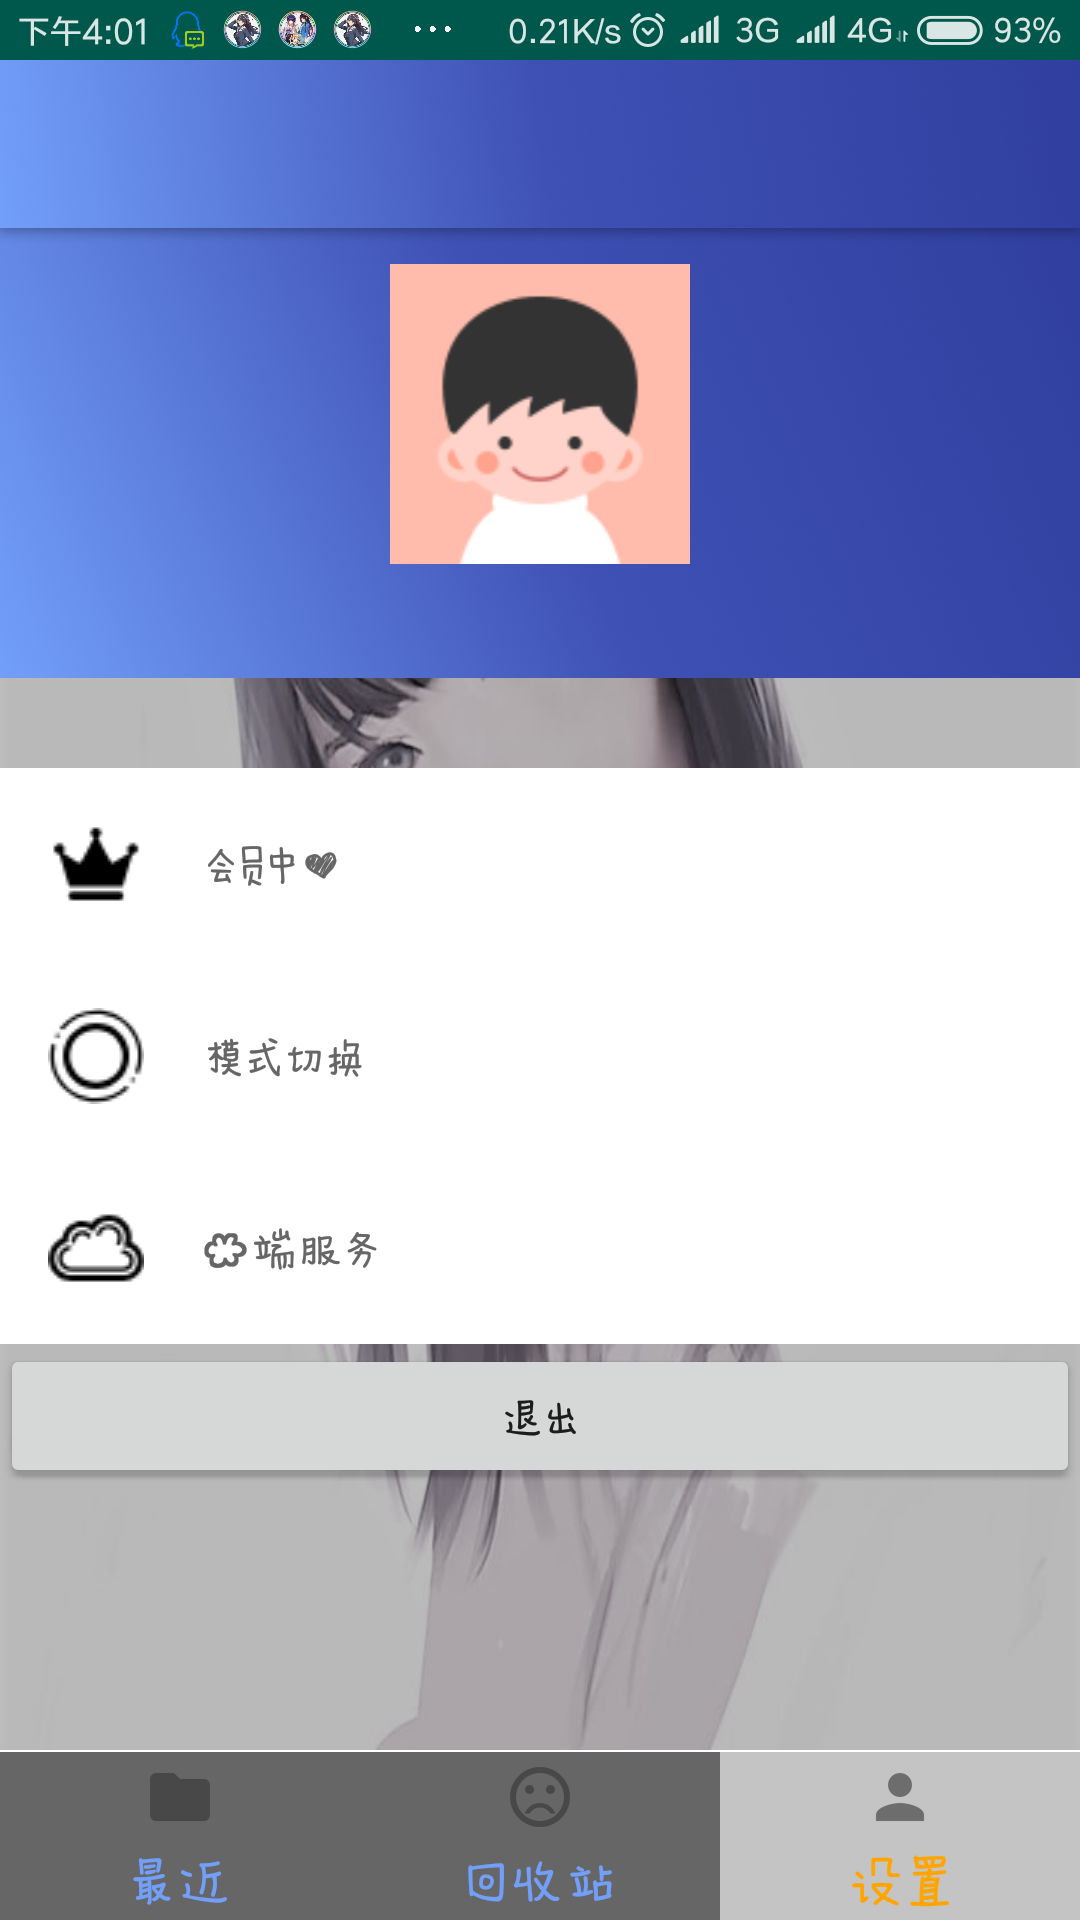 下午4:01 ... 0.21K/s 3G 4G 93%
会员中
模式切换
端服务
退出
最近 回收站 设置